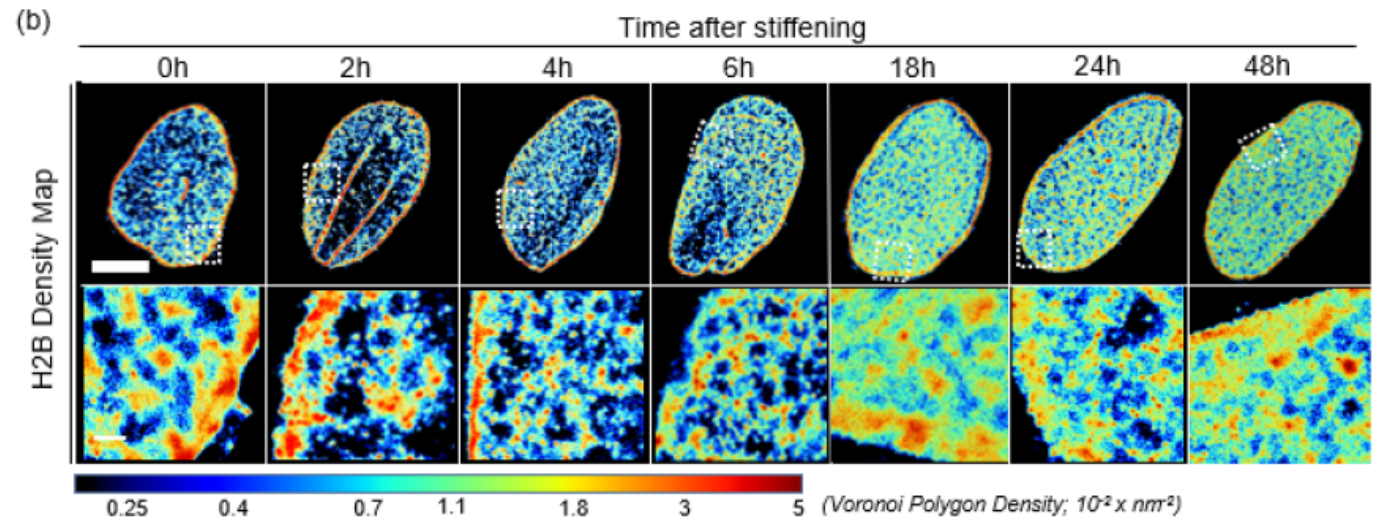 (b)
Time after stiffening
0h 2h 4h 6h 18h 24h 48h
H2B Density Map
0.25 0.4 0.7 1.1 1.8 3 5 (Voronoi Polygon Density; 10⁻² x nm⁻²)